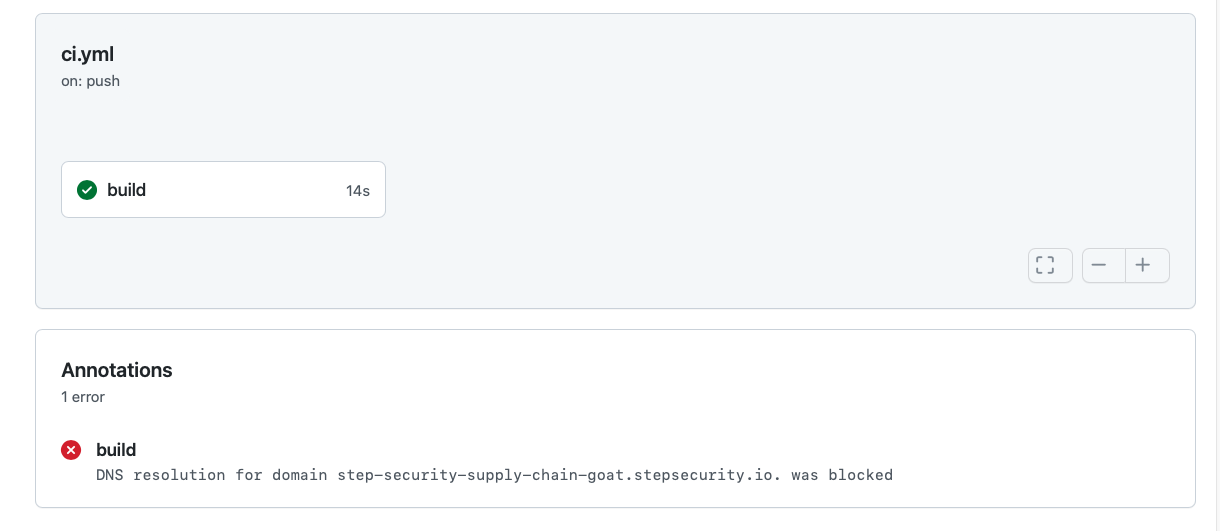 ci.yml
on: push
build 14s
Annotations
1 error
build
DNS resolution for domain step-security-supply-chain-goat.stepsecurity.io. was blocked